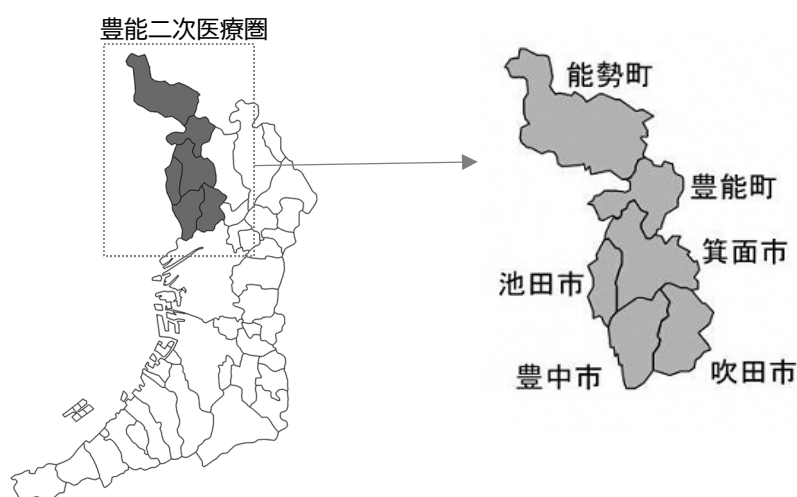 豊能二次医療圏
能勢町
豊能町
箕面市
池田市
豊中市
吹田市